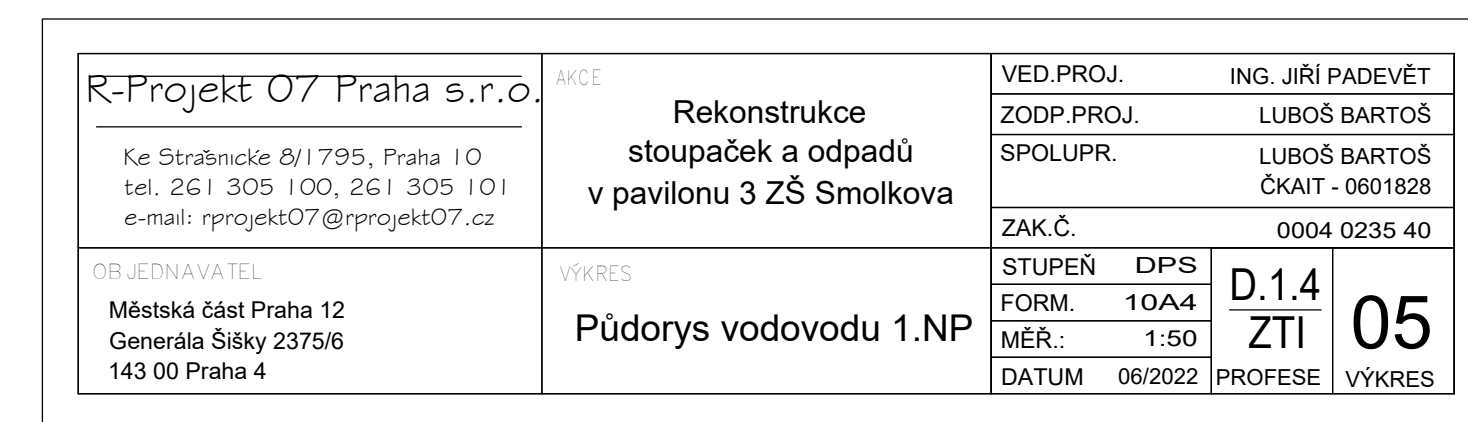 R-Projekt 07 Praha s.r.o.
Ke Strašnické 8/1795, Praha 10
tel. 261 305 100, 261 305 101
e-mail: rprojekt07@rprojekt07.cz
OBJEDNAVATEL
Městská část Praha 12
Generála Šišky 2375/6
143 00 Praha 4
AKCE
Rekonstrukce
stoupaček a odpadů
v pavilonu 3 ZŠ Smolkova
VÝKRES
Půdorys vodovodu 1.NP
VED.PROJ. ING. JIŘÍ PADEVĚT
ZODP.PROJ. LUBOŠ BARTOŠ
SPOLUPR. LUBOŠ BARTOŠ
ČKAIT - 0601828
ZAK.Č. 0004 0235 40
STUPEŇ DPS
FORM. 10A4
MĚŘ.: 1:50
DATUM 06/2022
D.1.4
ZTI
PROFESE
05
VÝKRES